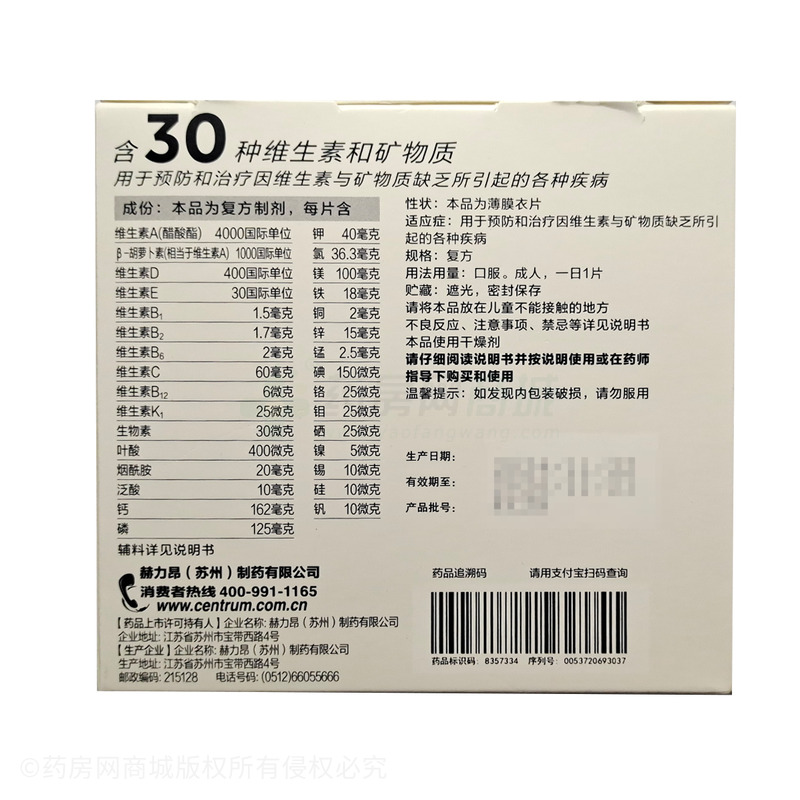 含30种维生素和矿物质
用于预防和治疗因维生素与矿物质缺乏所引起的各种疾病
成份：本品为复方制剂，每片含
维生素A(醋酸酯) 4000国际单位 钾 40毫克
β-胡萝卜素(相当于维生素A) 1000国际单位 氯 36.3毫克
维生素D 400国际单位 镁 100毫克
维生素E 30国际单位 铁 18毫克
维生素B1 1.5毫克 铜 2毫克
维生素B2 1.7毫克 锌 15毫克
维生素B6 2毫克 锰 2.5毫克
维生素C 60毫克 碘 150微克
维生素B12 6微克 铬 25微克
维生素K1 25微克 钼 25微克
生物素 30微克 硒 25微克
叶酸 400微克 镍 5微克
烟酰胺 20毫克 锡 10微克
泛酸 10毫克 硅 10微克
钙 162毫克 钒 10微克
磷 125毫克
辅料详见说明书
赫力昂（苏州）制药有限公司
消费者热线 400-991-1165
www.centrum.com.cn
【药品上市许可持有人】企业名称：赫力昂（苏州）制药有限公司
企业地址：江苏省苏州市宝带西路4号
【生产企业】企业名称：赫力昂（苏州）制药有限公司
生产地址：江苏省苏州市宝带西路4号
邮政编码：215128 电话号码：(0512)66055666
性状：本品为薄膜衣片
适应症：用于预防和治疗因维生素与矿物质缺乏所引
起的各种疾病
规格：复方
用法用量：口服。成人，一日1片
贮藏：遮光，密封保存
请将本品放在儿童不能接触的地方
不良反应、注意事项、禁忌等详见说明书
本品使用干燥剂
请仔细阅读说明书并按说明使用或在药师
指导下购买和使用
温馨提示：如发现内包装破损，请勿服用
生产日期：
有效期至：
产品批号：
药品追溯码 请用支付宝扫码查询
药品标识码：8357334 序列号：0053720693037
©药房网商城版权所有侵权必究